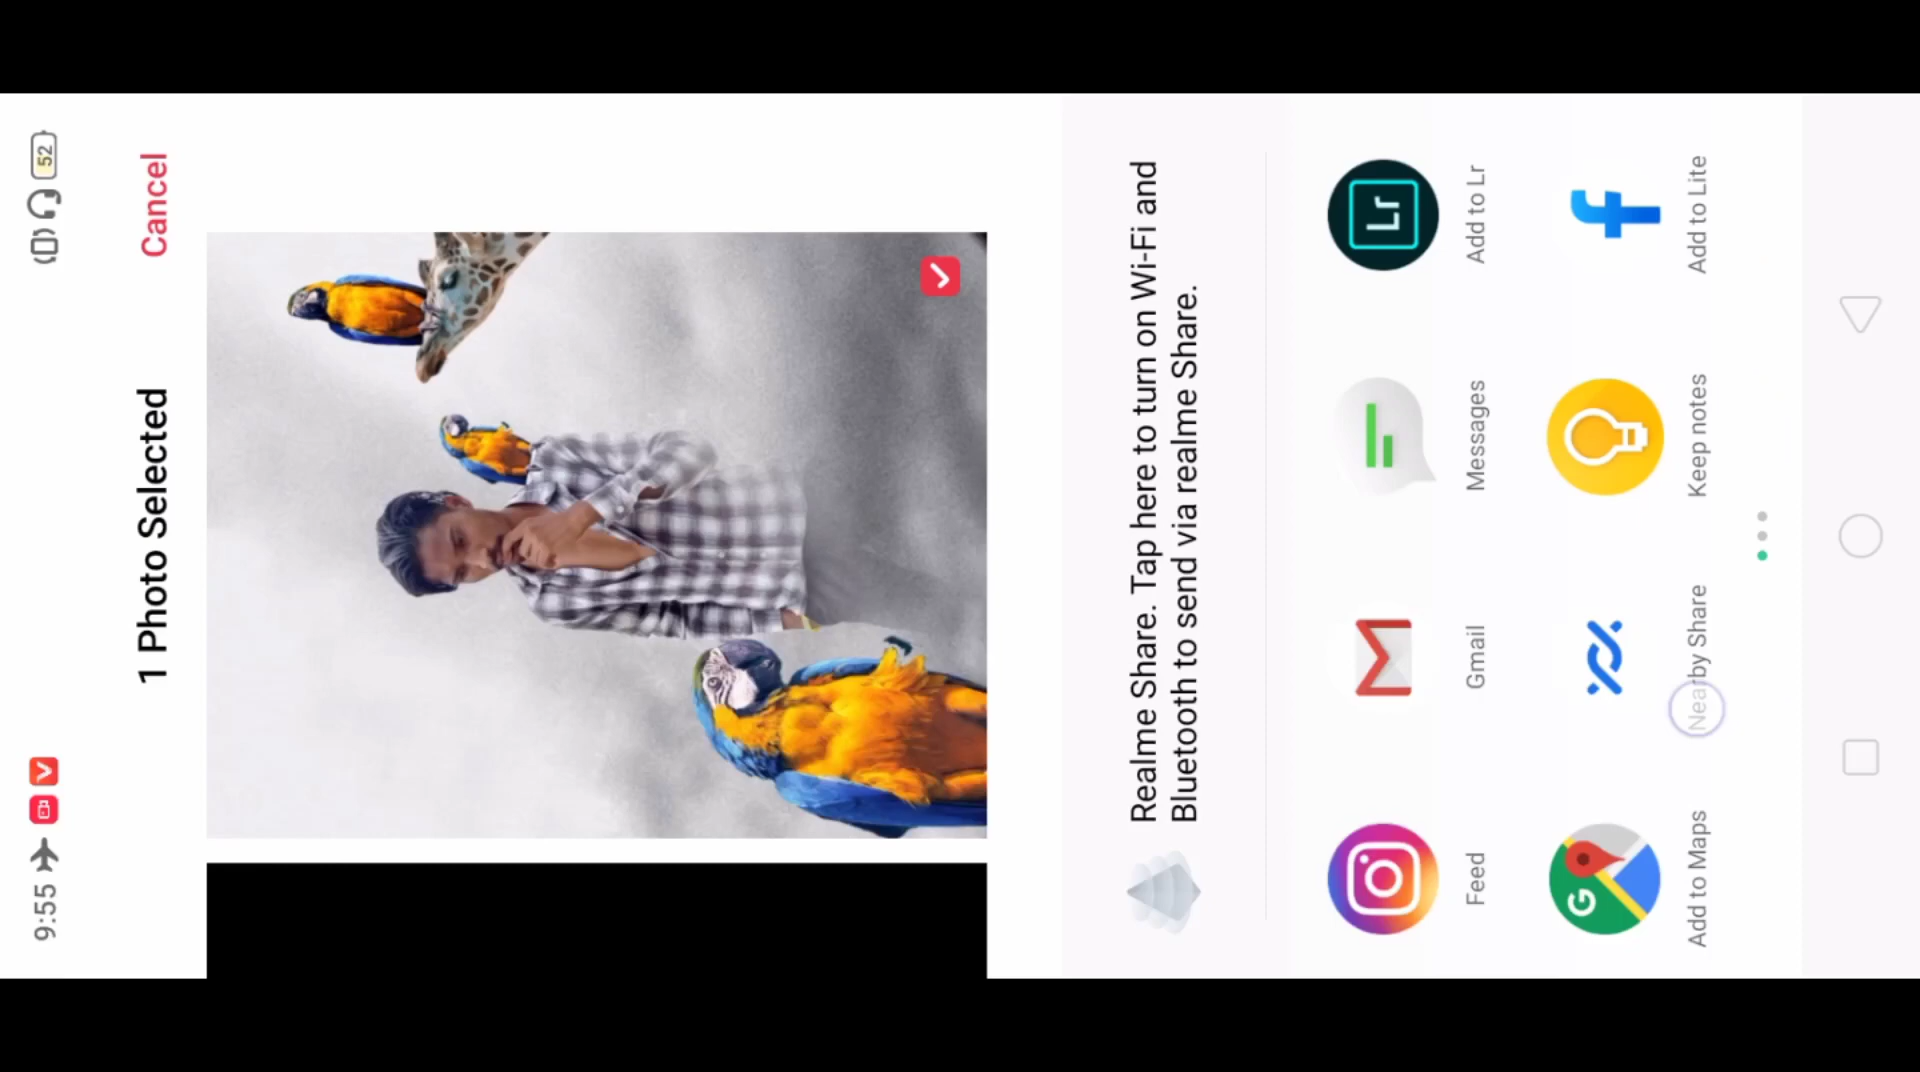 9:55
52
1 Photo Selected
Cancel
Realme Share. Tap here to turn on Wi-Fi and
Bluetooth to send via realme Share.
Feed
Gmail
Messages
Lr
Add to Lr
G
Add to Maps
Nearby Share
Keep notes
Add to Lite